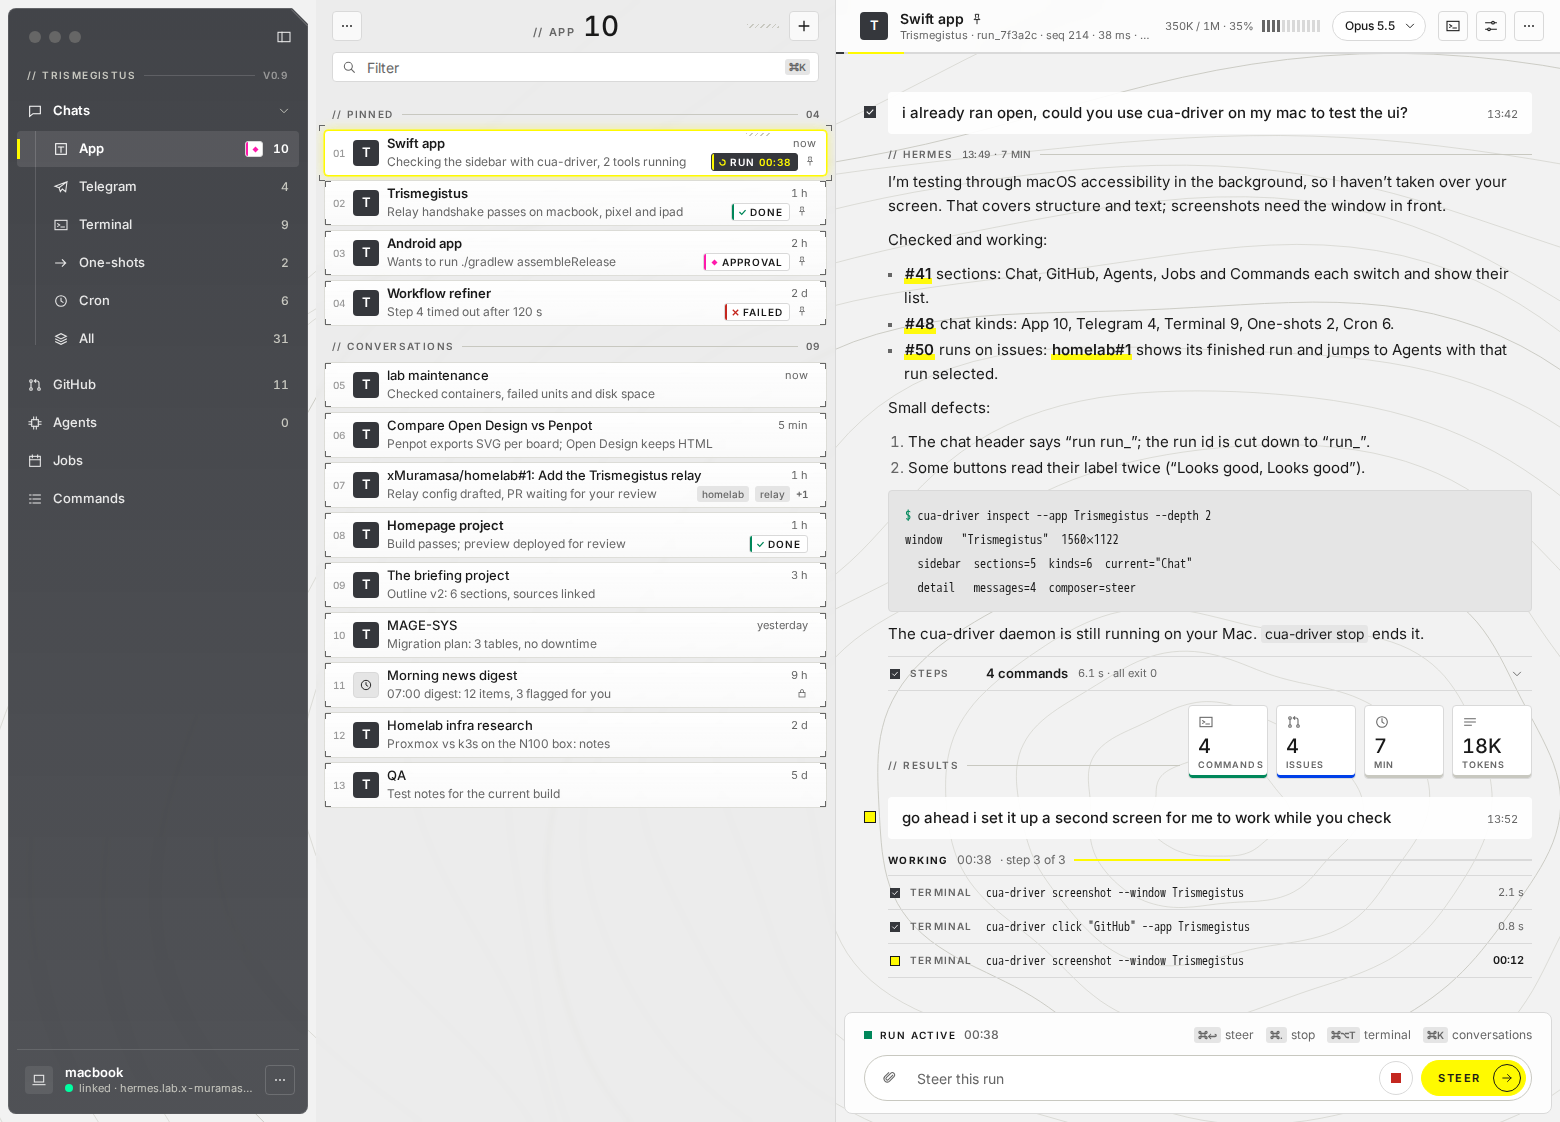 // TRISMEGISTUS V0.9
Chats
App 10
Telegram 4
Terminal 9
One-shots 2
Cron 6
All 31
GitHub 11
Agents 0
Jobs
Commands
macbook
linked · hermes.lab.x-muramas...
...
... // APP 10 +
Filter ⌘K
// PINNED 04
01 T Swift app now
Checking the sidebar with cua-driver, 2 tools running RUN 00:38
02 T Trismegistus 1 h
Relay handshake passes on macbook, pixel and ipad DONE
03 T Android app 2 h
Wants to run ./gradlew assembleRelease APPROVAL
04 T Workflow refiner 2 d
Step 4 timed out after 120 s FAILED
// CONVERSATIONS 09
05 T lab maintenance now
Checked containers, failed units and disk space
06 T Compare Open Design vs Penpot 5 min
Penpot exports SVG per board; Open Design keeps HTML
07 T xMuramasa/homelab#1: Add the Trismegistus relay 1 h
Relay config drafted, PR waiting for your review homelab relay +1
08 T Homepage project 1 h
Build passes; preview deployed for review DONE
09 T The briefing project 3 h
Outline v2: 6 sections, sources linked
10 T MAGE-SYS yesterday
Migration plan: 3 tables, no downtime
11 Morning news digest 9 h
07:00 digest: 12 items, 3 flagged for you
12 T Homelab infra research 2 d
Proxmox vs k3s on the N100 box: notes
13 T QA 5 d
Test notes for the current build
T Swift app
Trismegistus · run_7f3a2c · seq 214 · 38 ms · ...
350K / 1M · 35% Opus 5.5 ...
i already ran open, could you use cua-driver on my mac to test the ui? 13:42
// HERMES 13:49 · 7 MIN
I’m testing through macOS accessibility in the background, so I haven’t taken over your
screen. That covers structure and text; screenshots need the window in front.
Checked and working:
#41 sections: Chat, GitHub, Agents, Jobs and Commands each switch and show their
list.
#48 chat kinds: App 10, Telegram 4, Terminal 9, One-shots 2, Cron 6.
#50 runs on issues: homelab#1 shows its finished run and jumps to Agents with that
run selected.
Small defects:
1. The chat header says “run run_”; the run id is cut down to “run_”.
2. Some buttons read their label twice (“Looks good, Looks good”).
$ cua-driver inspect --app Trismegistus --depth 2
window "Trismegistus" 1560×1122
sidebar sections=5 kinds=6 current="Chat"
detail messages=4 composer=steer
The cua-driver daemon is still running on your Mac. cua-driver stop ends it.
STEPS 4 commands 6.1 s · all exit 0
// RESULTS
4 COMMANDS
4 ISSUES
7 MIN
18K TOKENS
go ahead i set it up a second screen for me to work while you check 13:52
WORKING 00:38 · step 3 of 3
TERMINAL cua-driver screenshot --window Trismegistus 2.1 s
TERMINAL cua-driver click "GitHub" --app Trismegistus 0.8 s
TERMINAL cua-driver screenshot --window Trismegistus 00:12
RUN ACTIVE 00:38 ⌘↩ steer ⌘. stop ⌘⌥T terminal ⌘K conversations
Steer this run STEER